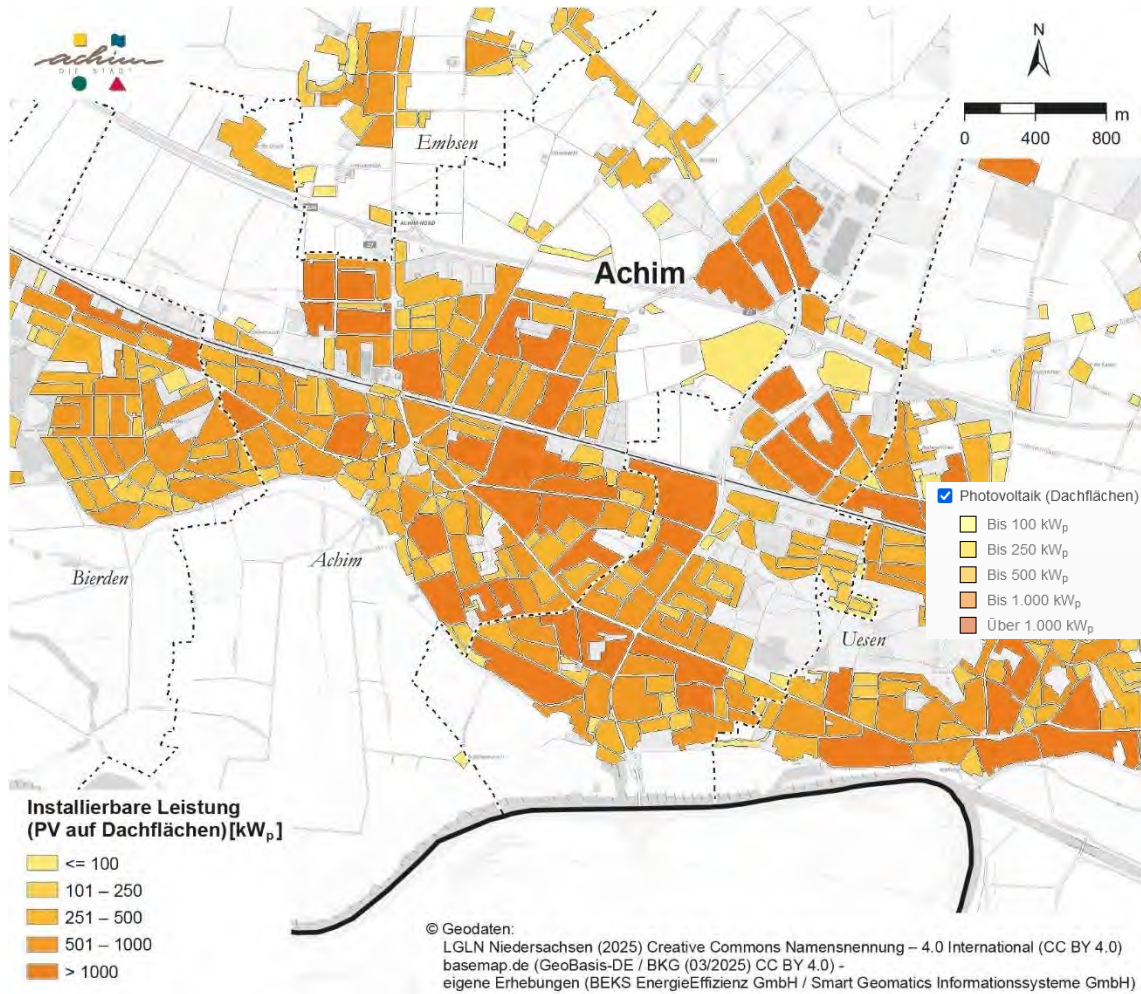 achim
DIE STADT
N
m
0 400 800
Embsen
ACHIM-NORD
27
Achim
Photovoltaik (Dachflächen)
Bis 100 kWp
Bis 250 kWp
Bis 500 kWp
Bis 1.000 kWp
Über 1.000 kWp
Bierden
Achim
Uesen
Installierbare Leistung
(PV auf Dachflächen)[kWp]
<= 100
101 – 250
251 – 500
501 – 1000
> 1000
© Geodaten:
LGLN Niedersachsen (2025) Creative Commons Namensnennung – 4.0 International (CC BY 4.0)
basemap.de (GeoBasis-DE / BKG (03/2025) CC BY 4.0) -
eigene Erhebungen (BEKS EnergieEffizienz GmbH / Smart Geomatics Informationssysteme GmbH)